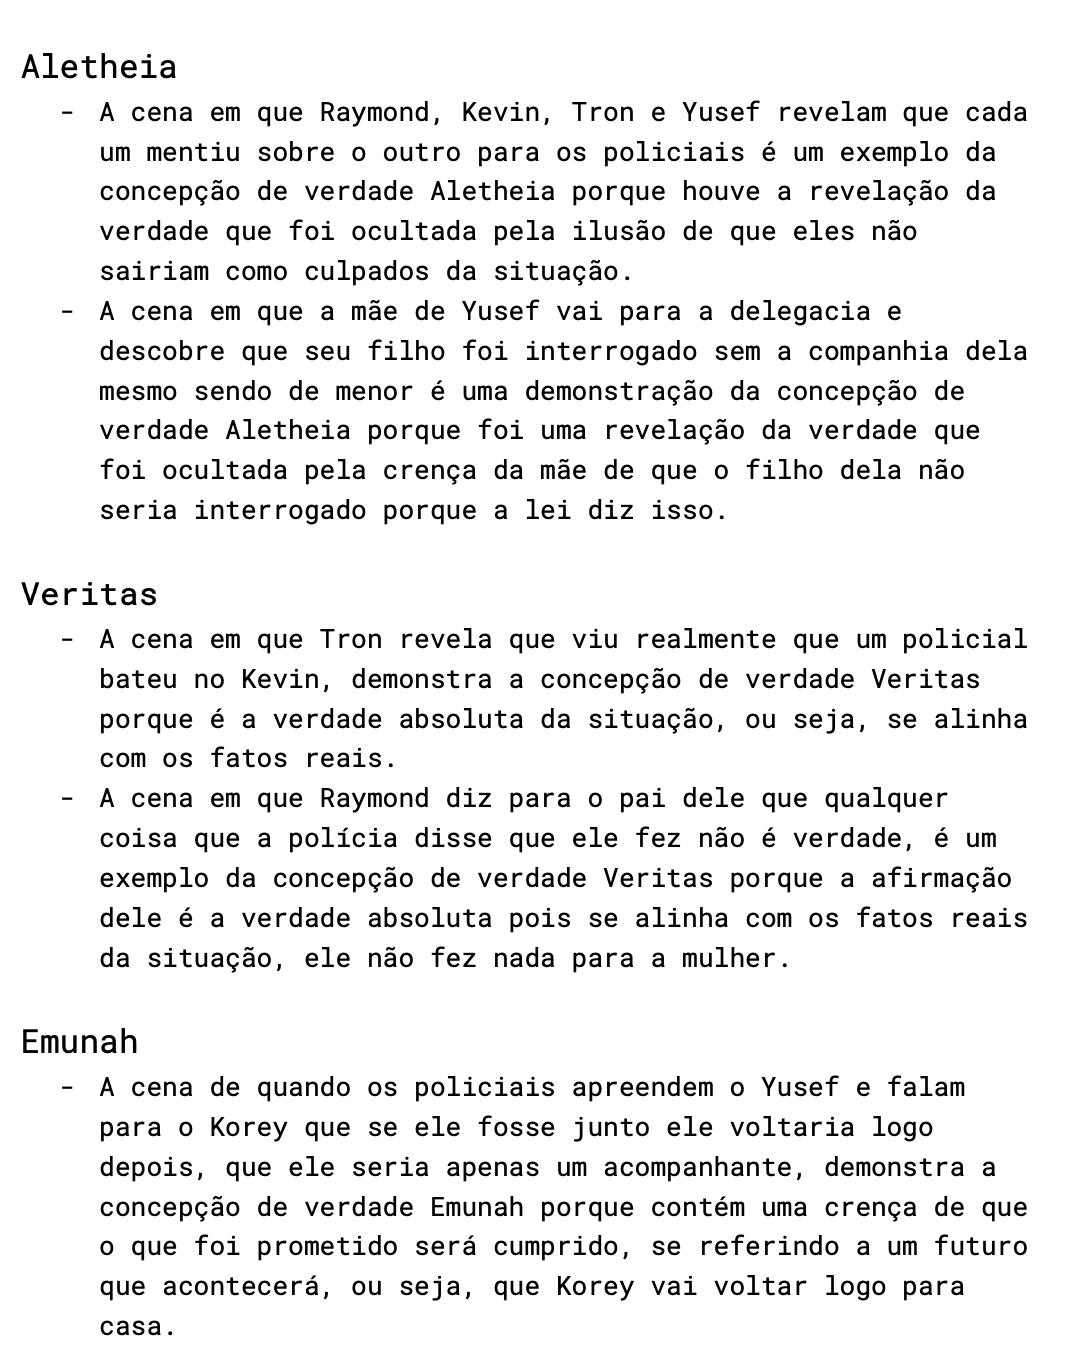 Aletheia
- A cena em que Raymond, Kevin, Tron e Yusef revelam que cada
um mentiu sobre o outro para os policiais é um exemplo da
concepção de verdade Aletheia porque houve a revelação da
verdade que foi ocultada pela ilusão de que eles não
sairiam como culpados da situação.
- A cena em que a mãe de Yusef vai para a delegacia e
descobre que seu filho foi interrogado sem a companhia dela
mesmo sendo de menor é uma demonstração da concepção de
verdade Aletheia porque foi uma revelação da verdade que
foi ocultada pela crença da mãe de que o filho dela não
seria interrogado porque a lei diz isso.
Veritas
- A cena em que Tron revela que viu realmente que um policial
bateu no Kevin, demonstra a concepção de verdade Veritas
porque é a verdade absoluta da situação, ou seja, se alinha
com os fatos reais.
- A cena em que Raymond diz para o pai dele que qualquer
coisa que a polícia disse que ele fez não é verdade, é um
exemplo da concepção de verdade Veritas porque a afirmação
dele é a verdade absoluta pois se alinha com os fatos reais
da situação, ele não fez nada para a mulher.
Emunah
- A cena de quando os policiais apreendem o Yusef e falam
para o Korey que se ele fosse junto ele voltaria logo
depois, que ele seria apenas um acompanhante, demonstra a
concepção de verdade Emunah porque contém uma crença de que
o que foi prometido será cumprido, se referindo a um futuro
que acontecerá, ou seja, que Korey vai voltar logo para
casa.